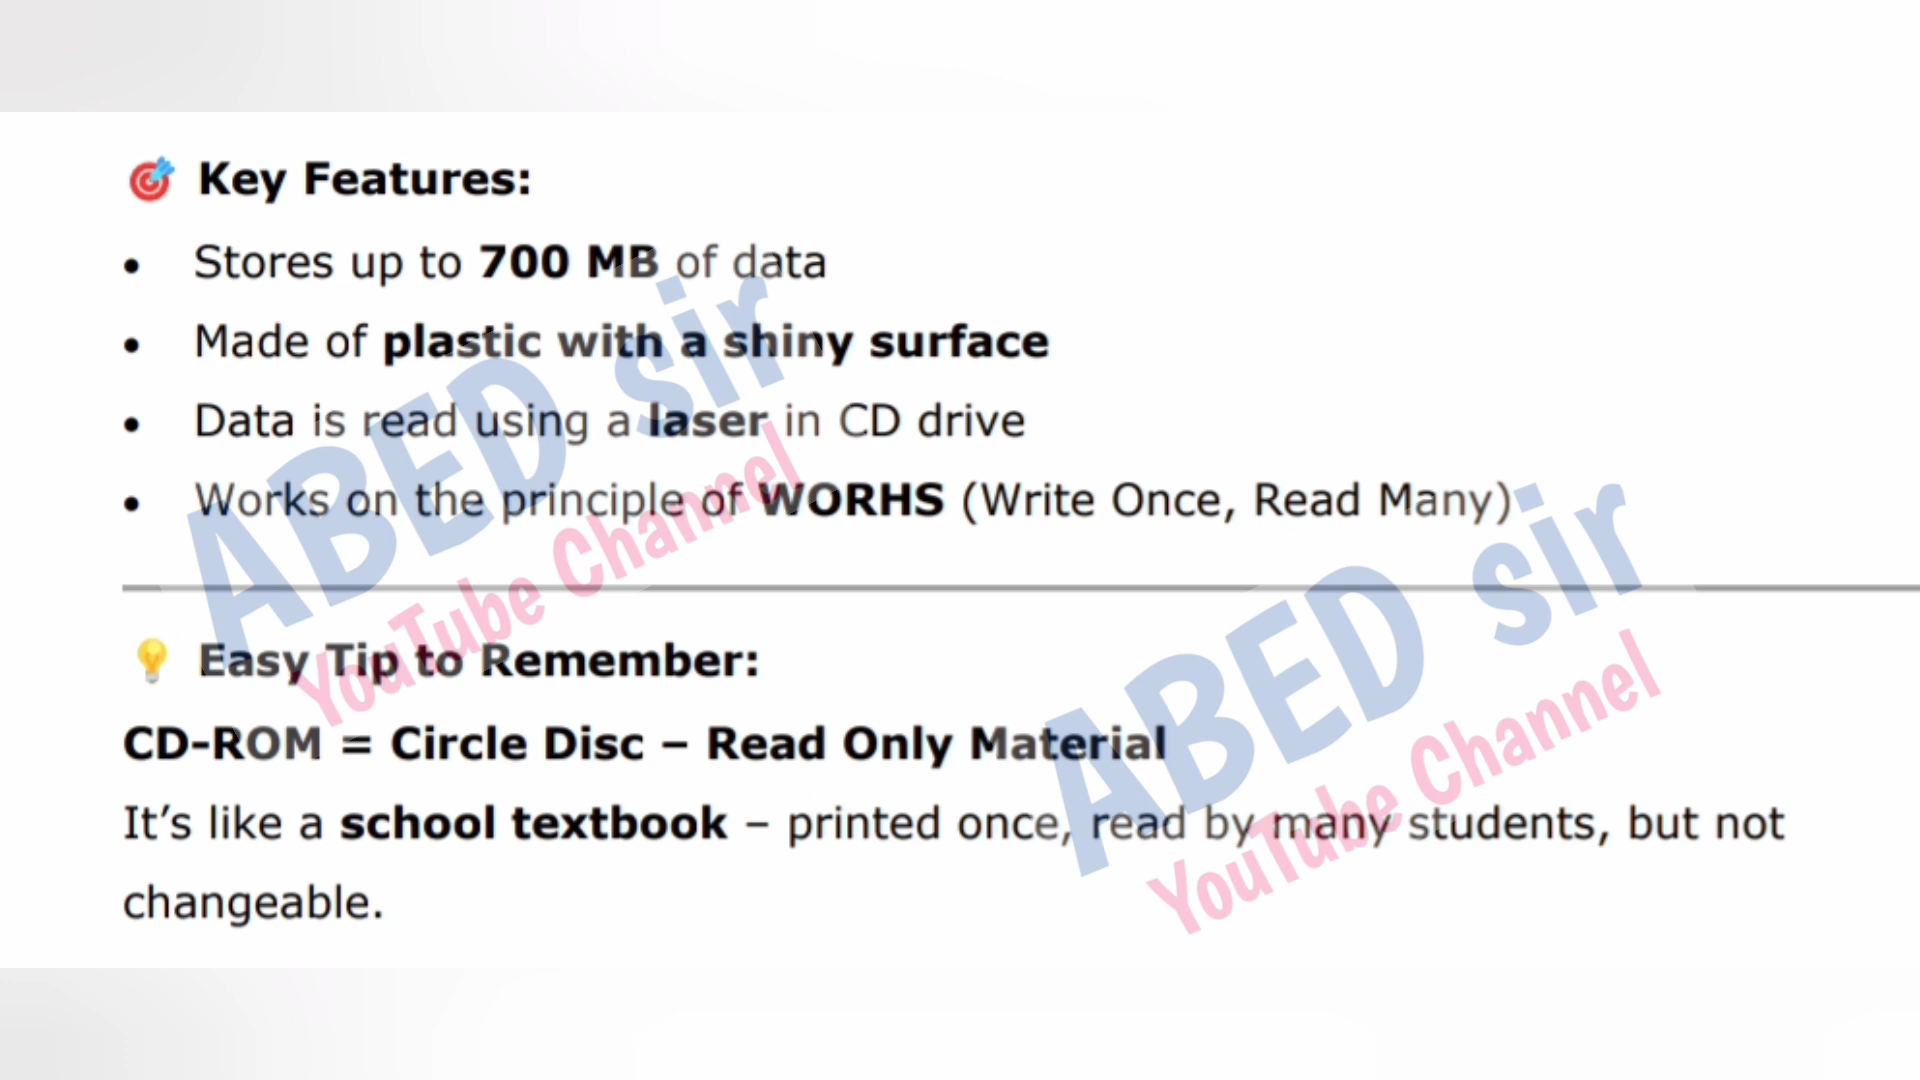 🎯 Key Features:
• Stores up to 700 MB of data
• Made of plastic with a shiny surface
• Data is read using a laser in CD drive
• Works on the principle of WORHS (Write Once, Read Many)
💡 Easy Tip to Remember:
CD-ROM = Circle Disc – Read Only Material
It’s like a school textbook – printed once, read by many students, but not
changeable.
ABED sir
YouTube Channel
ABED sir
YouTube Channel